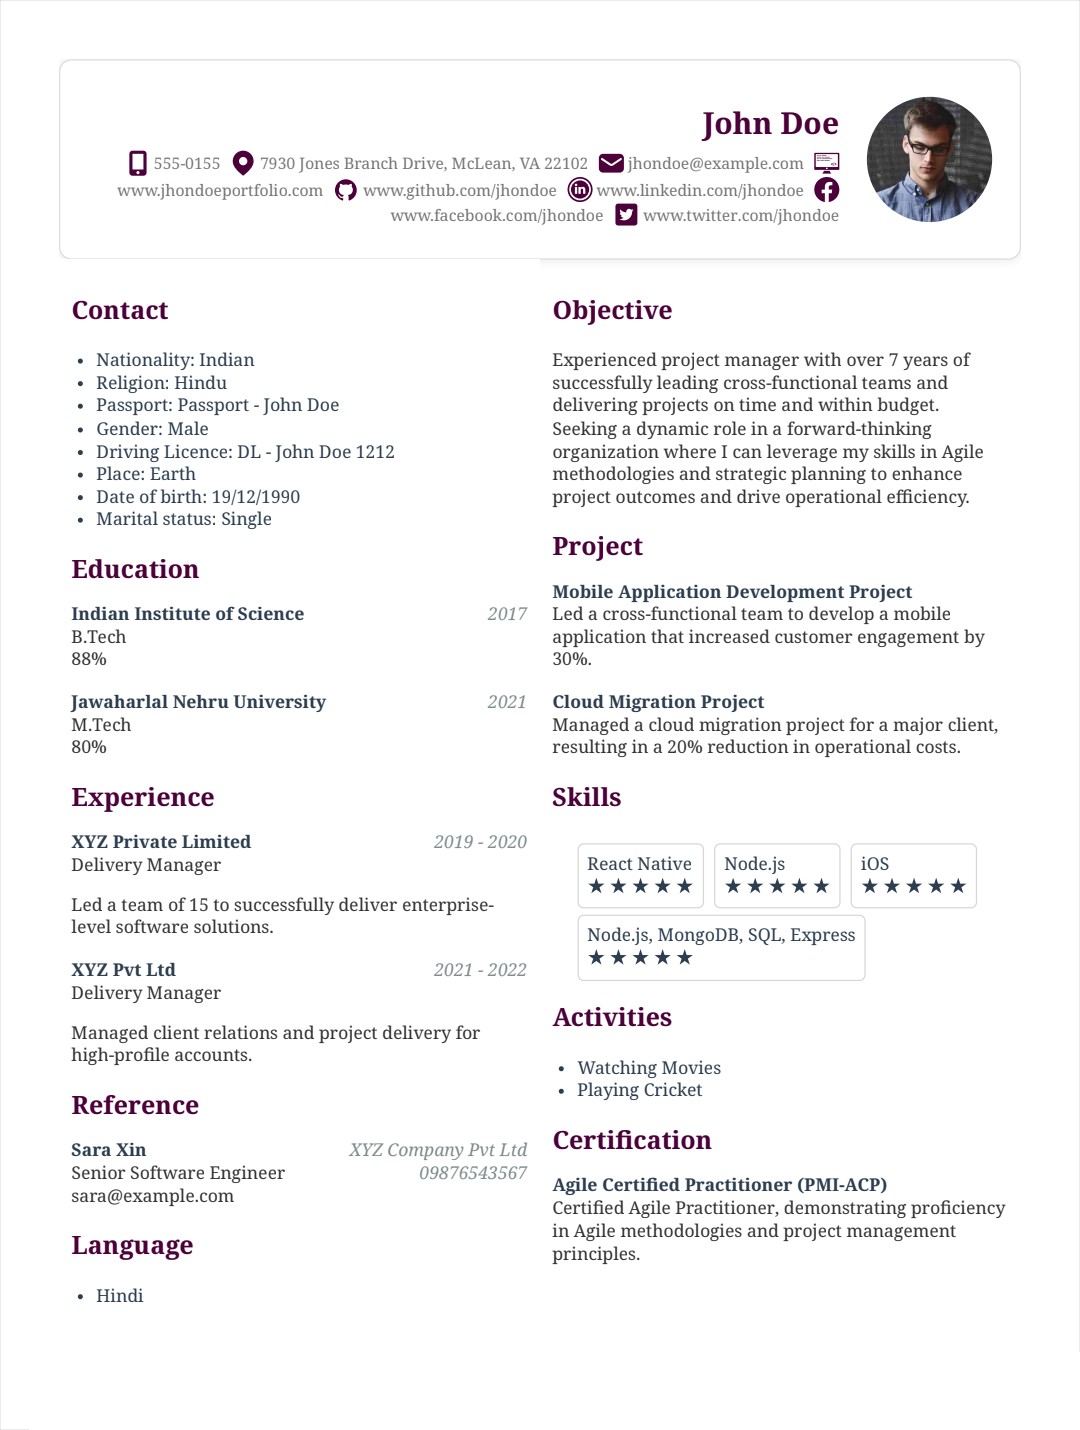 John Doe
555-0155 7930 Jones Branch Drive, McLean, VA 22102 jhondoe@example.com
www.jhondoeportfolio.com www.github.com/jhondoe www.linkedin.com/jhondoe
www.facebook.com/jhondoe www.twitter.com/jhondoe
Contact
• Nationality: Indian
• Religion: Hindu
• Passport: Passport - John Doe
• Gender: Male
• Driving Licence: DL - John Doe 1212
• Place: Earth
• Date of birth: 19/12/1990
• Marital status: Single
Education
Indian Institute of Science 2017
B.Tech
88%
Jawaharlal Nehru University 2021
M.Tech
80%
Experience
XYZ Private Limited 2019 - 2020
Delivery Manager
Led a team of 15 to successfully deliver enterprise-
level software solutions.
XYZ Pvt Ltd 2021 - 2022
Delivery Manager
Managed client relations and project delivery for
high-profile accounts.
Reference
Sara Xin XYZ Company Pvt Ltd
Senior Software Engineer 09876543567
sara@example.com
Language
• Hindi
Objective
Experienced project manager with over 7 years of
successfully leading cross-functional teams and
delivering projects on time and within budget.
Seeking a dynamic role in a forward-thinking
organization where I can leverage my skills in Agile
methodologies and strategic planning to enhance
project outcomes and drive operational efficiency.
Project
Mobile Application Development Project
Led a cross-functional team to develop a mobile
application that increased customer engagement by
30%.
Cloud Migration Project
Managed a cloud migration project for a major client,
resulting in a 20% reduction in operational costs.
Skills
React Native Node.js iOS
★★★★★ ★★★★★ ★★★★★
Node.js, MongoDB, SQL, Express
★★★★★
Activities
• Watching Movies
• Playing Cricket
Certification
Agile Certified Practitioner (PMI-ACP)
Certified Agile Practitioner, demonstrating proficiency
in Agile methodologies and project management
principles.